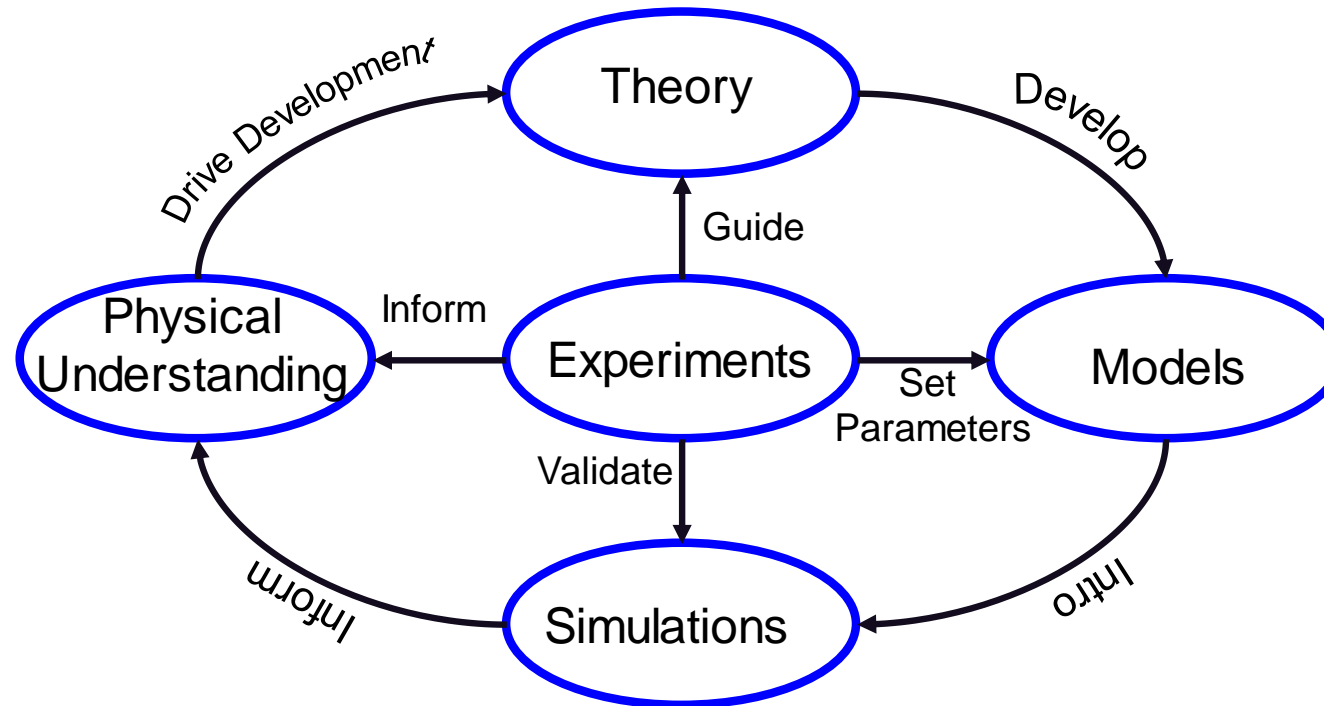 Drive Development
Theory
Develop
Guide
Physical
Understanding
Inform
Experiments
Set
Parameters
Models
Validate
Inform
Simulations
Intro